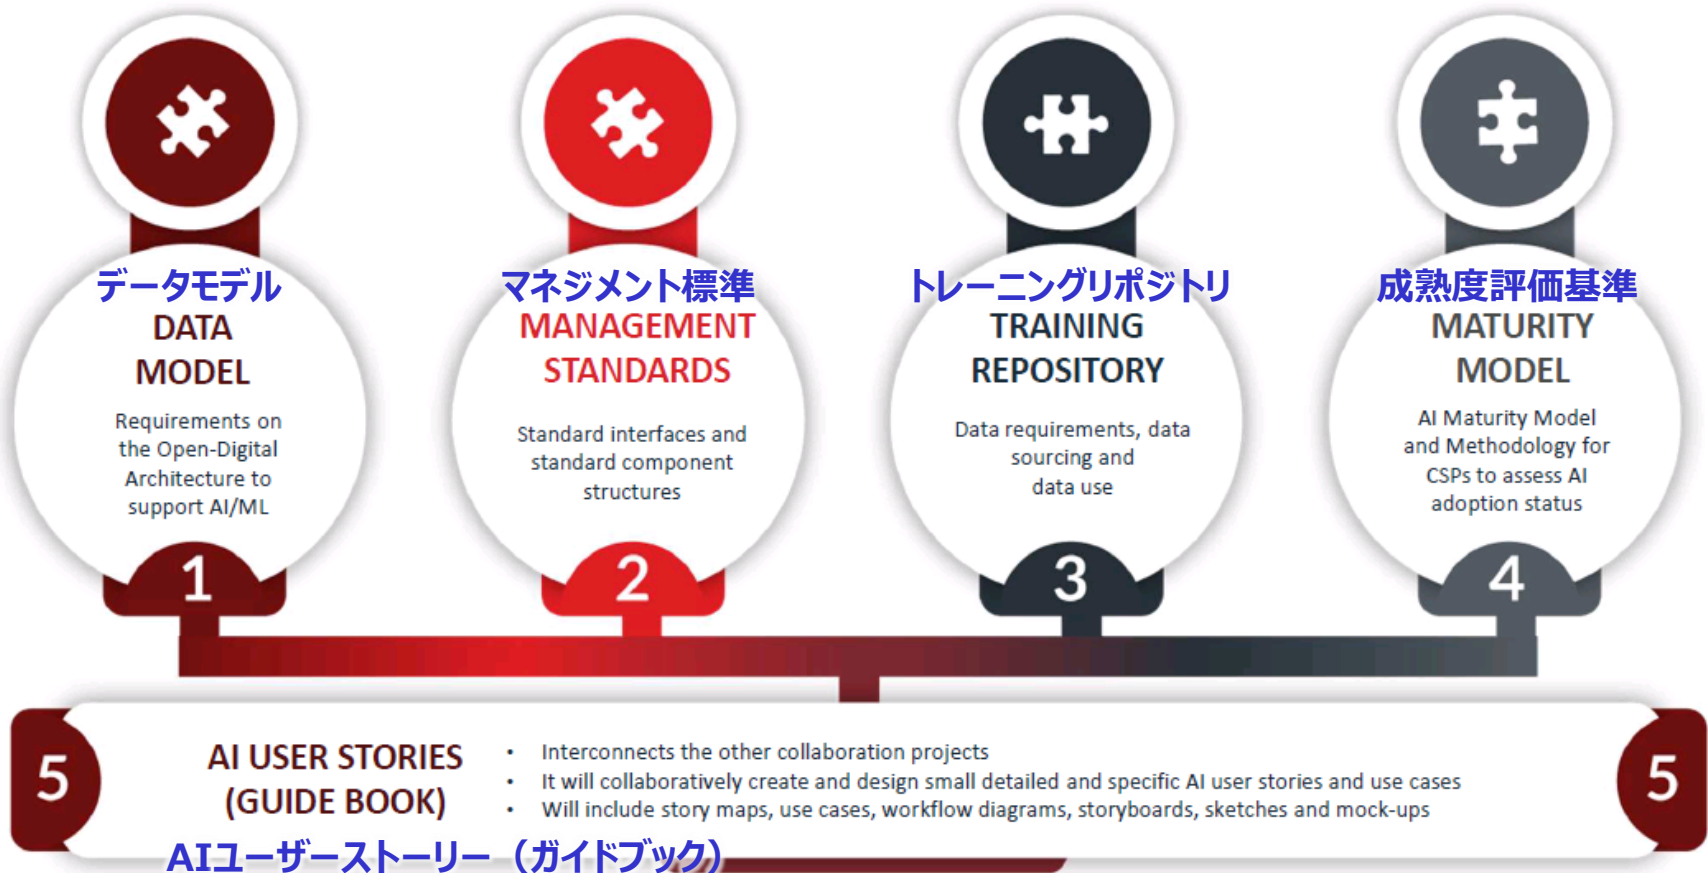 データモデル
DATA
MODEL
Requirements on
the Open-Digital
Architecture to
support AI/ML
1
マネジメント標準
MANAGEMENT
STANDARDS
Standard interfaces and
standard component
structures
2
トレーニングリポジトリ
TRAINING
REPOSITORY
Data requirements, data
sourcing and
data use
3
成熟度評価基準
MATURITY
MODEL
AI Maturity Model
and Methodology for
CSPs to assess AI
adoption status
4
5
AI USER STORIES
(GUIDE BOOK)
• Interconnects the other collaboration projects
• It will collaboratively create and design small detailed and specific AI user stories and use cases
• Will include story maps, use cases, workflow diagrams, storyboards, sketches and mock-ups
5
AIユーザーストーリー（ガイドブック）